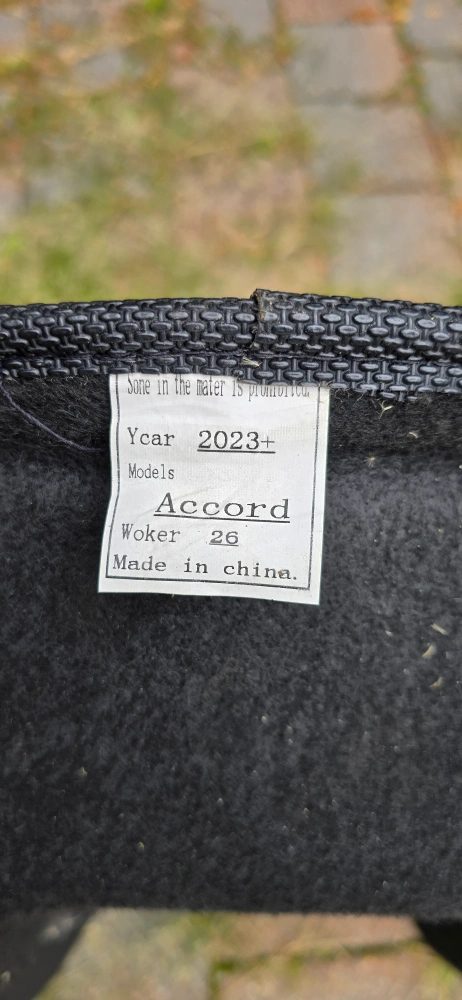 Sone in the mater is prohibited.
Ycar 2023+
Models
Accord
Woker 26
Made in china.